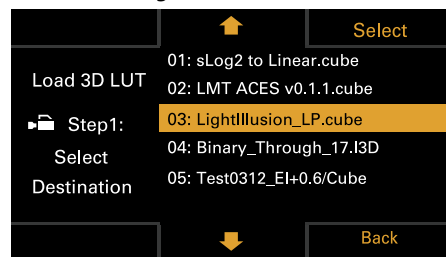 Select
Load 3D LUT
Step1:
Select
Destination
01: sLog2 to Linear.cube
02: LMT ACES v0.1.1.cube
03: LightIllusion_LP.cube
04: Binary_Through_17.l3D
05: Test0312_EI+0.6/Cube
Back